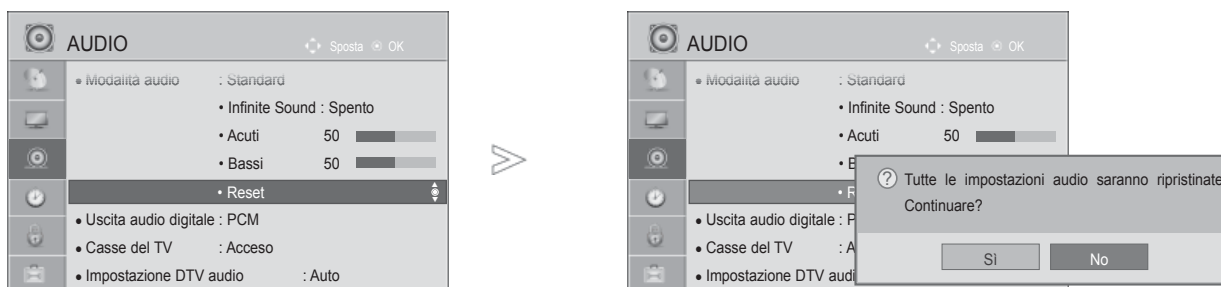 AUDIO
Sposta OK
• Modalità audio : Standard
• Infinite Sound : Spento
• Acuti 50
• Bassi 50
• Reset
• Uscita audio digitale : PCM
• Casse del TV : Acceso
• Impostazione DTV audio : Auto
AUDIO
Sposta OK
• Modalità audio : Standard
• Infinite Sound : Spento
• Acuti 50
• B
• R
• Uscita audio digitale : P
• Casse del TV : A
• Impostazione DTV audi
? Tutte le impostazioni audio saranno ripristinate
Continuare?
Sì No